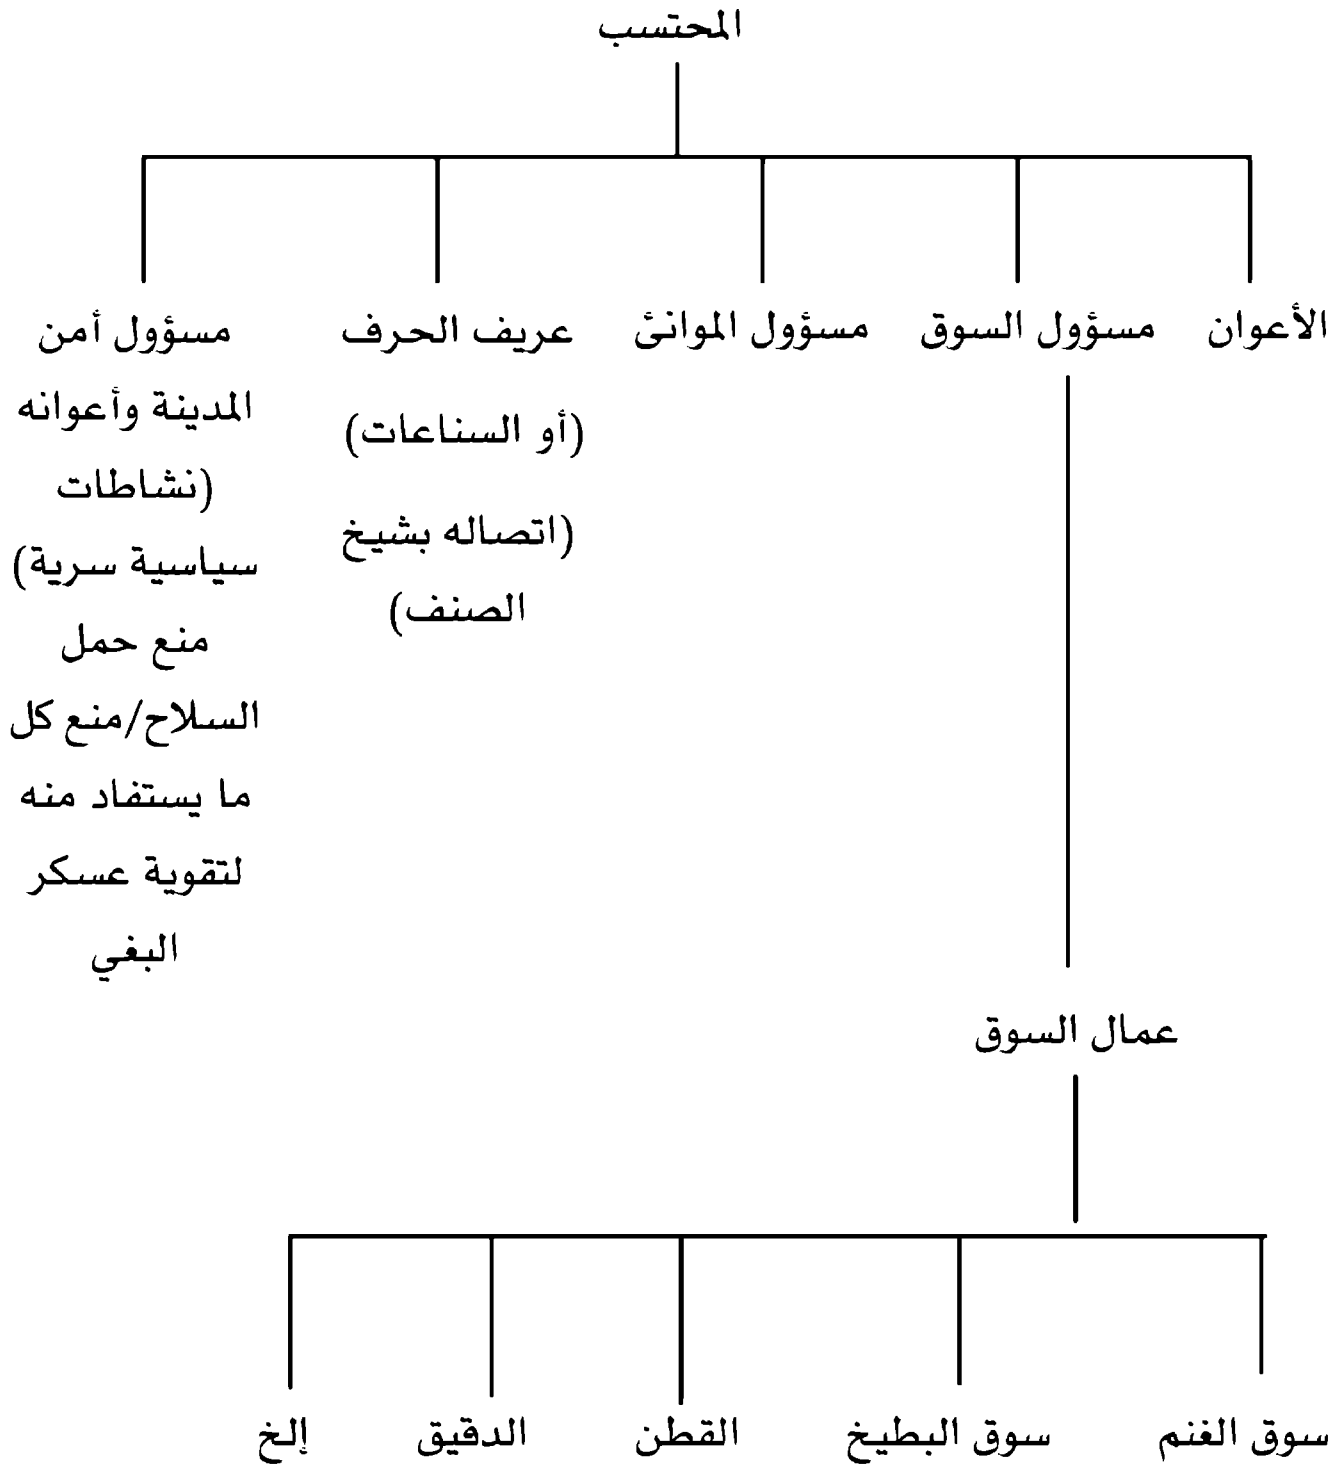 المحتسب
الأعوان
مسؤول السوق
مسؤول الموانئ
عريف الحرف
(أو السناعات)
(اتصاله بشيخ
الصنف)
مسؤول أمن
المدينة وأعوانه
(نشاطات
سياسية سرية)
منع حمل
السلاح/منع كل
ما يستفاد منه
لتقوية عسكر
البغي
عمال السوق
سوق الغنم
سوق البطيخ
القطن
الدقيق
إلخ